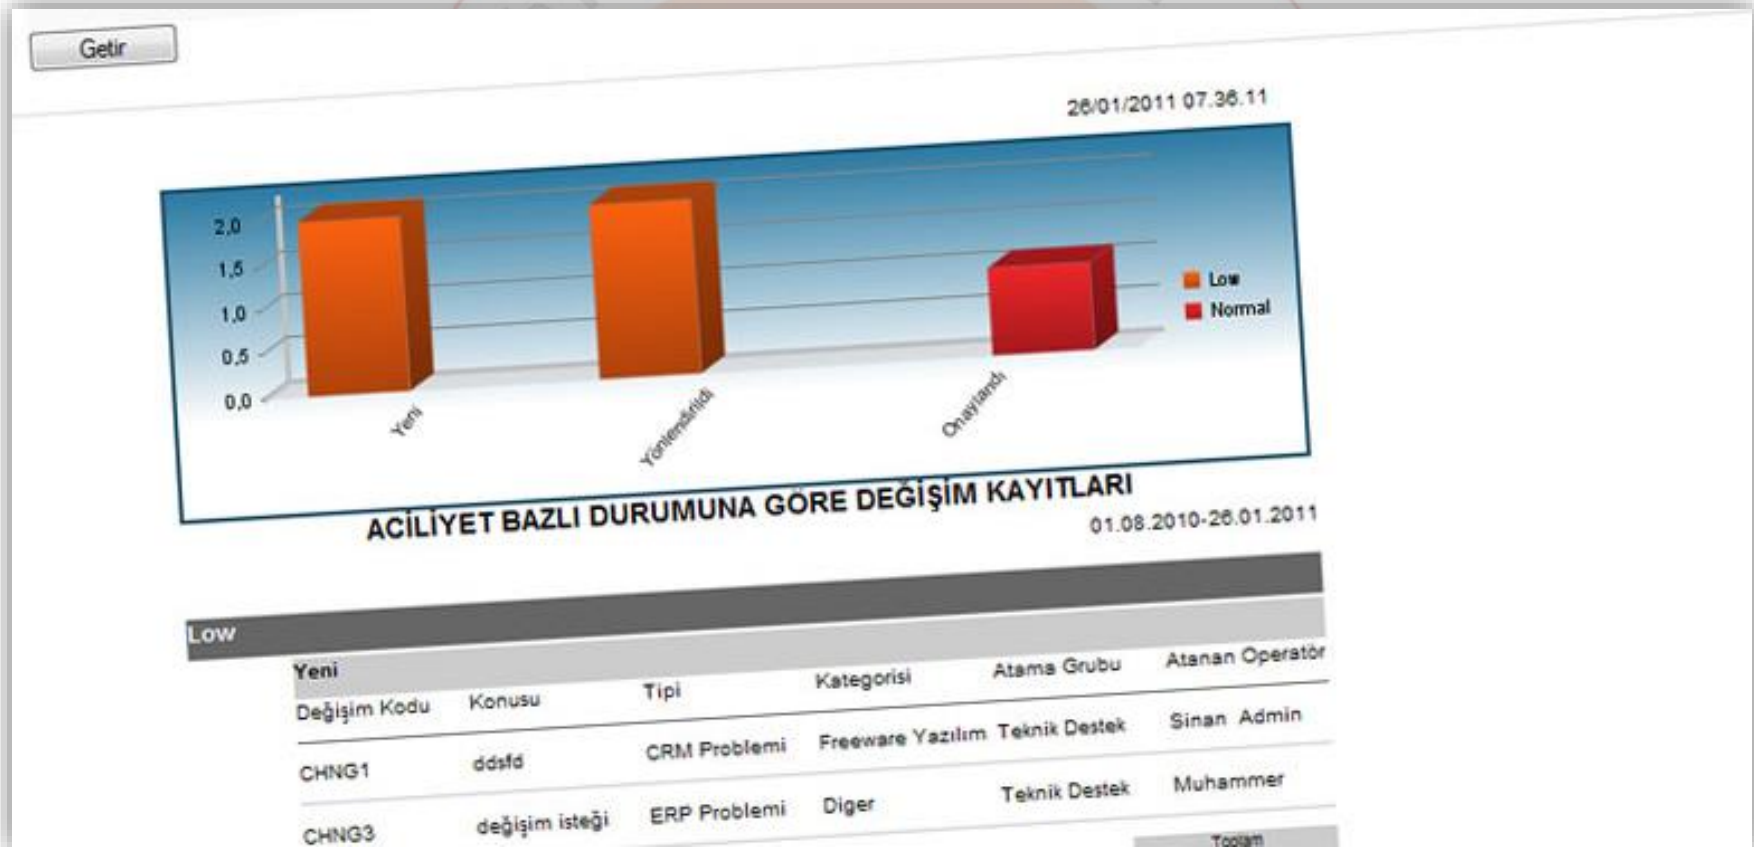 Getir
26/01/2011 07.36.11
2,0
1,5
1,0
0,5
0,0
Low
Normal
Yeni
Yönlendirildi
Onaylandı
ACİLİYET BAZLI DURUMUNA GÖRE DEĞİŞİM KAYITLARI
01.08.2010-26.01.2011
Low
Yeni
Değişim Kodu Konusu Tipi Kategorisi Atama Grubu Atanan Operatör
CHNG1 ddsfd CRM Problemi Freeware Yazılım Teknik Destek Sinan Admin
CHNG3 değişim isteği ERP Problemi Diger Teknik Destek Muhammer
Toplam